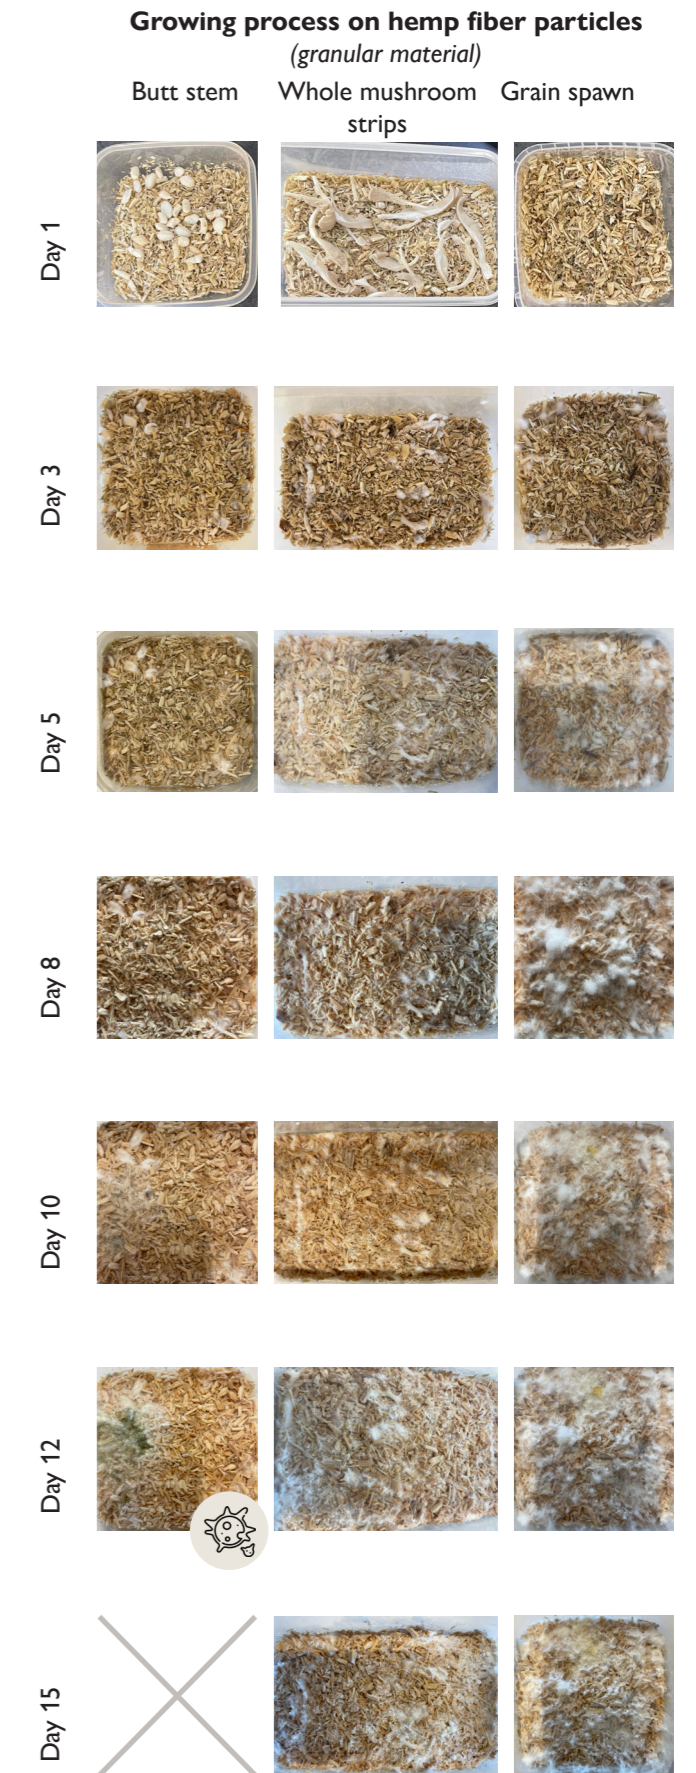 Growing process on hemp fiber particles
(granular material)
Butt stem
Whole mushroom
strips
Grain spawn
Day 1
Day 3
Day 5
Day 8
Day 10
Day 12
Day 15